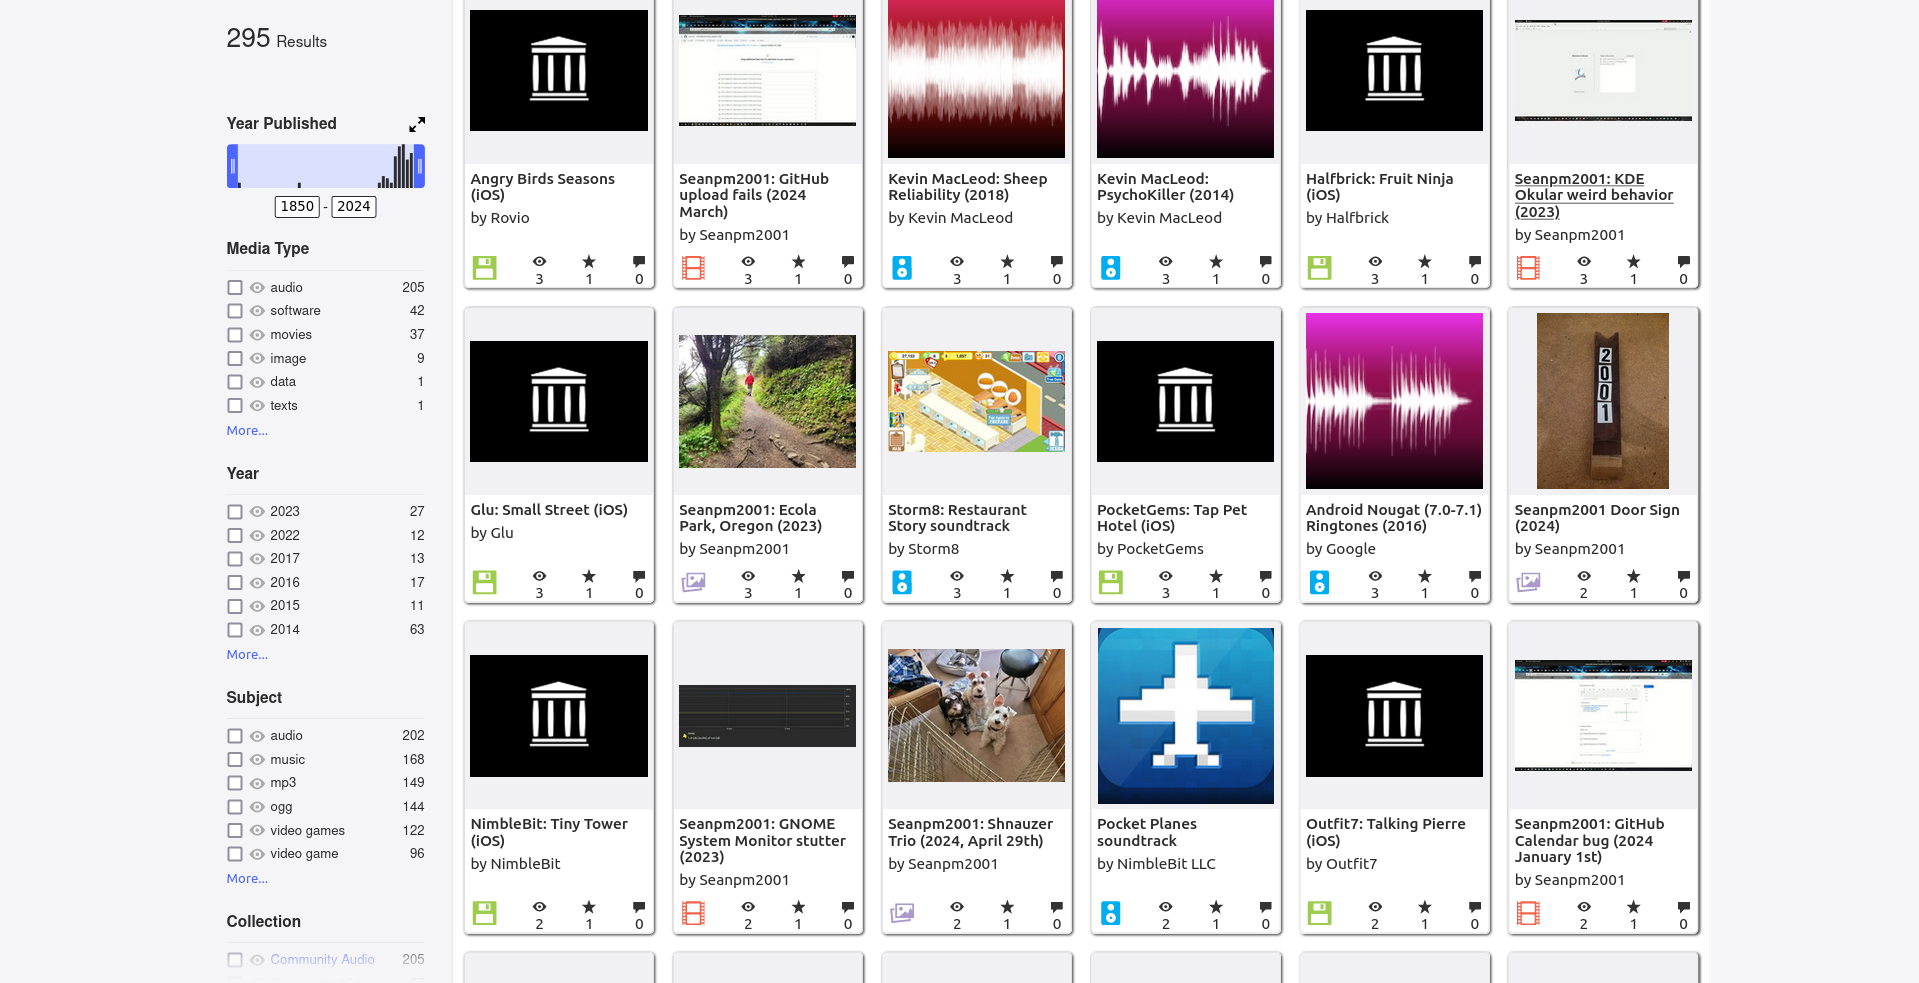 295 Results
Year Published
1850 - 2024
Media Type
audio 205
software 42
movies 37
image 9
data 1
texts 1
More...
Year
2023 27
2022 12
2017 13
2016 17
2015 11
2014 63
More...
Subject
audio 202
music 168
mp3 149
ogg 144
video games 122
video game 96
More...
Collection
Community Audio 205
Angry Birds Seasons
(iOS)
by Rovio
3 1 0
Seanpm2001: GitHub
upload fails (2024
March)
by Seanpm2001
3 1 0
Kevin MacLeod: Sheep
Reliability (2018)
by Kevin MacLeod
3 1 0
Kevin MacLeod:
PsychoKiller (2014)
by Kevin MacLeod
3 1 0
Halfbrick: Fruit Ninja
(iOS)
by Halfbrick
3 1 0
Seanpm2001: KDE
Okular weird behavior
(2023)
by Seanpm2001
3 1 0
Glu: Small Street (iOS)
by Glu
3 1 0
Seanpm2001: Ecola
Park, Oregon (2023)
by Seanpm2001
3 1 0
Storm8: Restaurant
Story soundtrack
by Storm8
3 1 0
PocketGems: Tap Pet
Hotel (iOS)
by PocketGems
3 1 0
Android Nougat (7.0-7.1)
Ringtones (2016)
by Google
3 1 0
2001
Seanpm2001 Door Sign
(2024)
by Seanpm2001
2 1 0
NimbleBit: Tiny Tower
(iOS)
by NimbleBit
2 1 0
Seanpm2001: GNOME
System Monitor stutter
(2023)
by Seanpm2001
2 1 0
Seanpm2001: Shnauzer
Trio (2024, April 29th)
by Seanpm2001
2 1 0
Pocket Planes
soundtrack
by NimbleBit LLC
2 1 0
Outfit7: Talking Pierre
(iOS)
by Outfit7
2 1 0
Seanpm2001: GitHub
Calendar bug (2024
January 1st)
by Seanpm2001
2 1 0